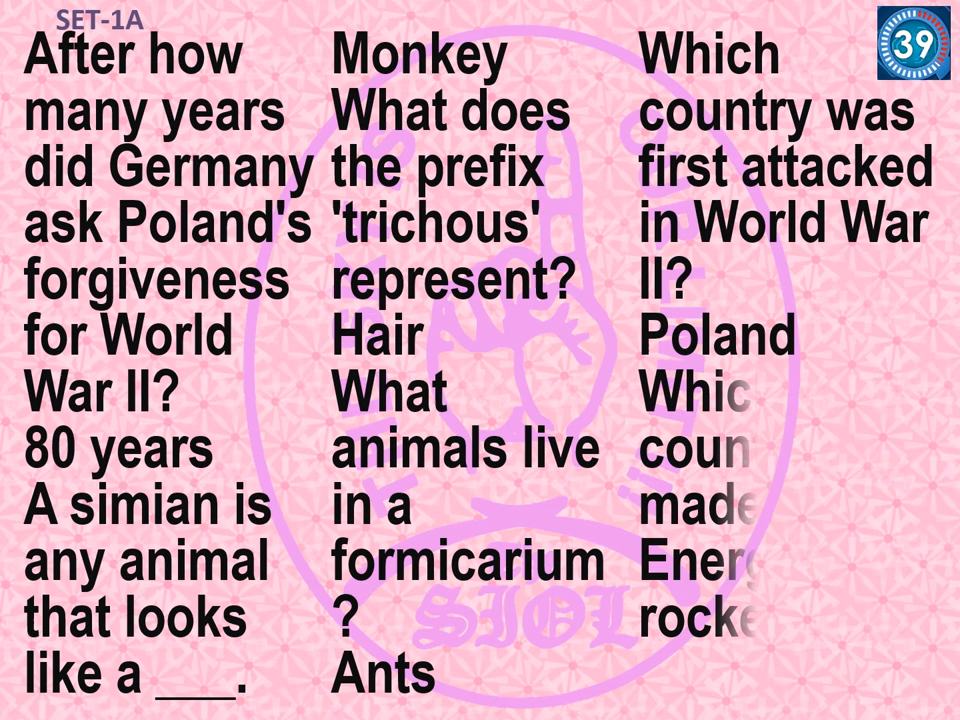 SET-1A
39
After how
many years
did Germany
ask Poland's
forgiveness
for World
War II?
80 years
A simian is
any animal
that looks
like a ___.
Monkey
What does
the prefix
'trichous'
represent?
Hair
What
animals live
in a
formicarium
?
Ants
Which
country was
first attacked
in World War
II?
Poland
SIOL